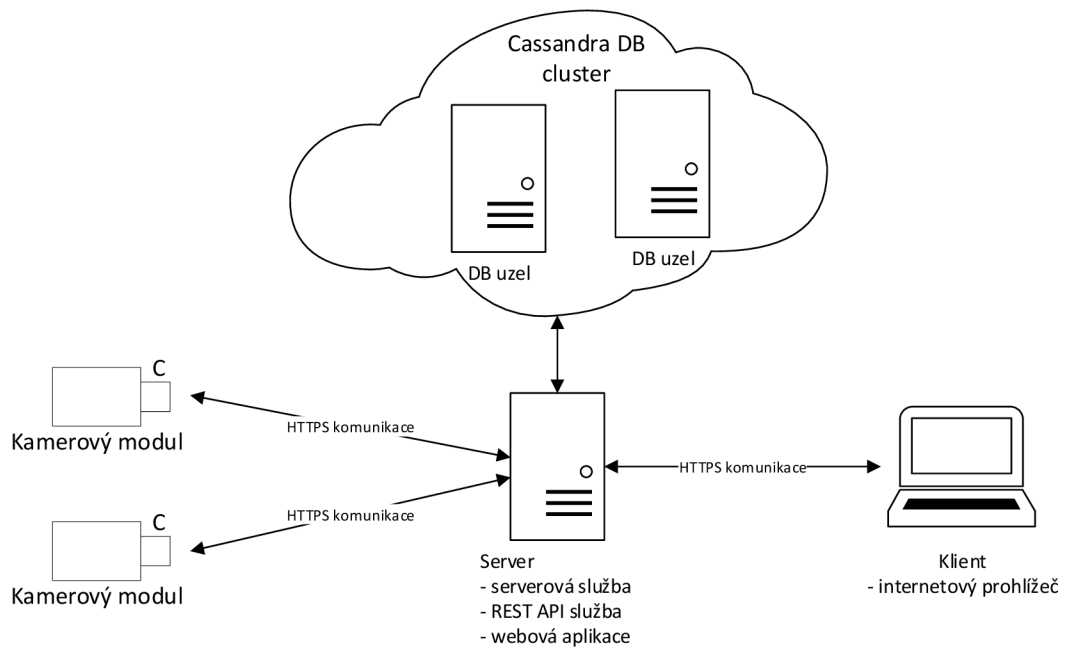 Cassandra DB
cluster
DB uzel
DB uzel
C
Kamerový modul
HTTPS komunikace
HTTPS komunikace
C
Kamerový modul
HTTPS komunikace
Server
- serverová služba
- REST API služba
- webová aplikace
Klient
- internetový prohlížeč